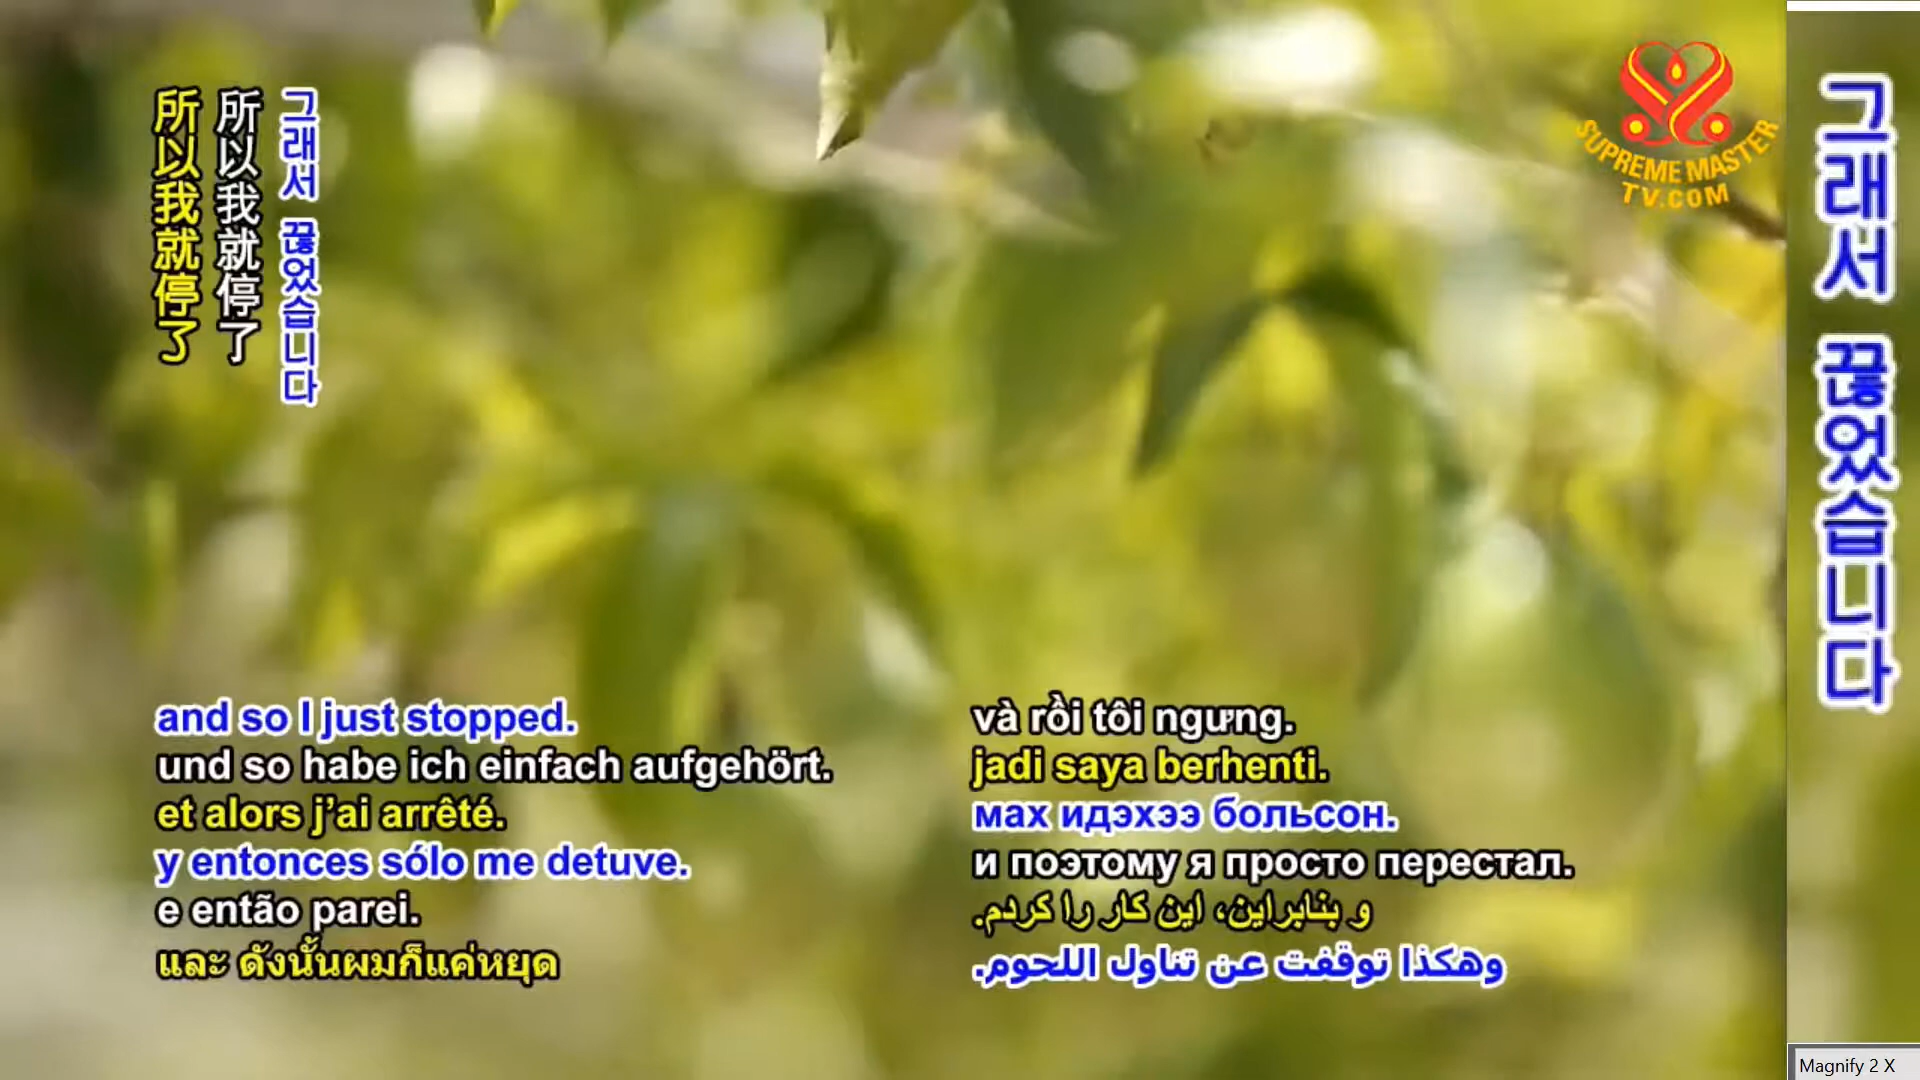 所以我就停了
所以我就停了
그래서 끊었습니다
SUPREME MASTER
TV.COM
그래서 끊었습니다
and so I just stopped.
und so habe ich einfach aufgehört.
et alors j’ai arrêté.
y entonces sólo me detuve.
e então parei.
และ ดังนั้นผมก็แค่หยุด
và rồi tôi ngưng.
jadi saya berhenti.
мах идэхээ больсон.
и поэтому я просто перестал.
و بنابراین، این کار را کردم.
وهكذا توقفت عن تناول اللحوم.
Magnify 2 X